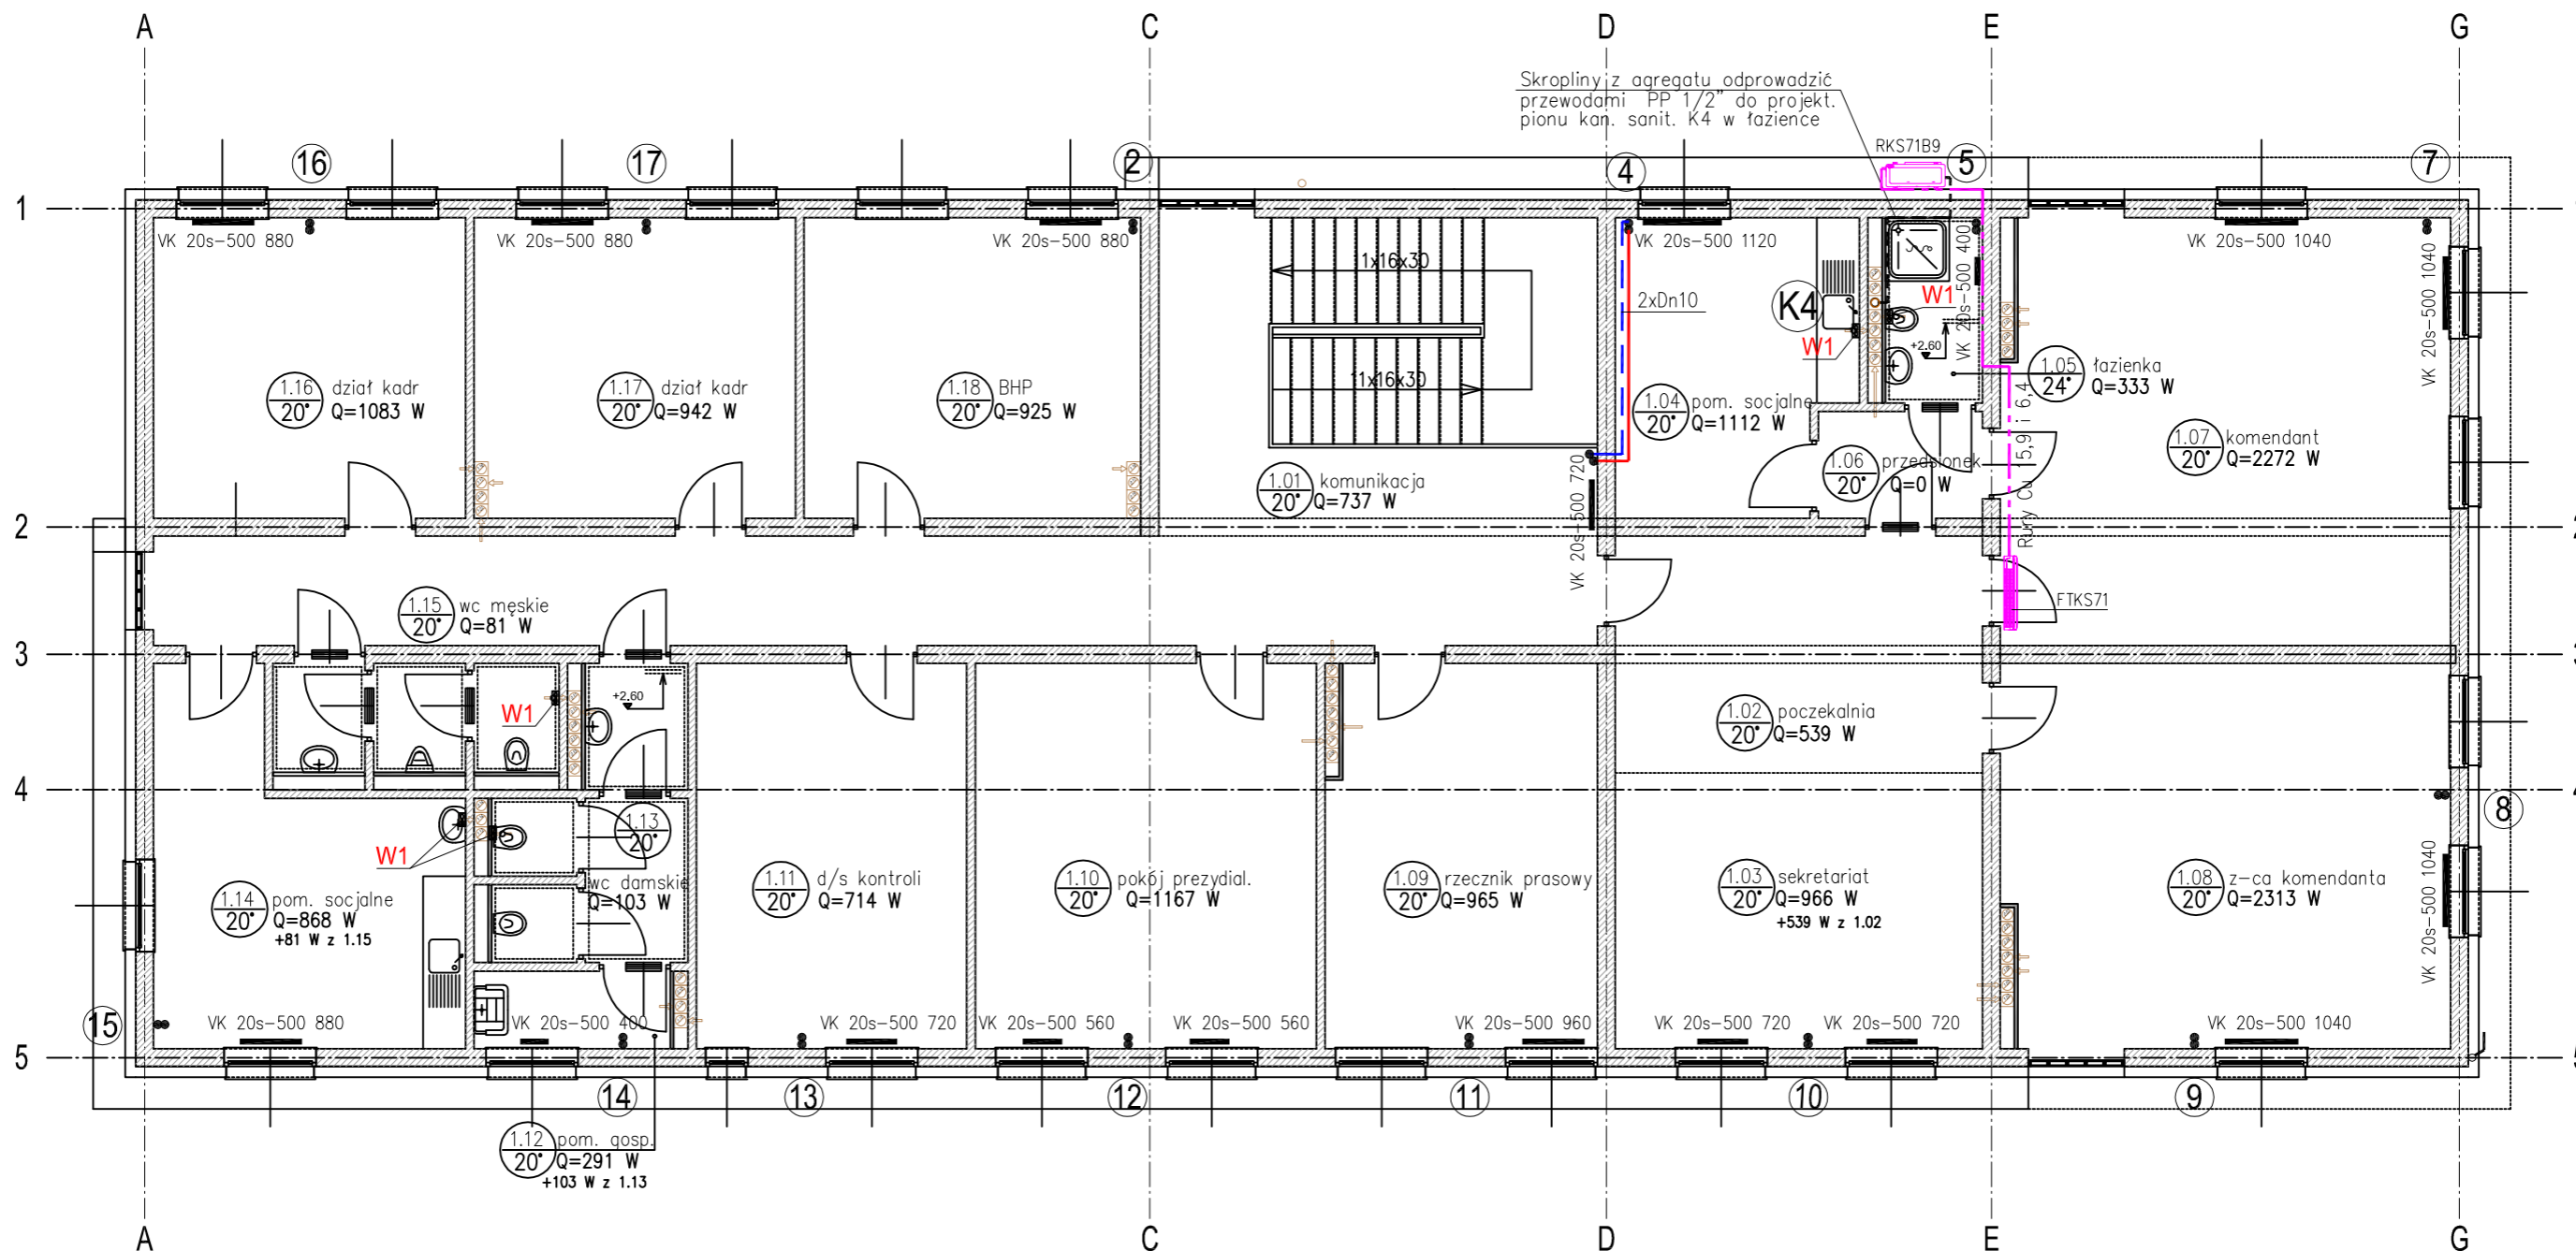 A
C
D
E
G
Skropliny z agregatu odprowadzić
przewodami PP 1/2" do projekt.
pionu kan. sanit. K4 w łazience
RKS71B9
16
17
2
4
5
7
1
VK 20s-500 880
VK 20s-500 880
VK 20s-500 880
VK 20s-500 1120
VK 20s-500 400
VK 20s-500 1040
VK 20s-500 1040
11x16x30
2xDn10
K4
W1
W1
+2.60
11x16x30
1.16 dział kadr
20° Q=1083 W
1.17 dział kadr
20° Q=942 W
1.18 BHP
20° Q=925 W
1.04 pom. socjalne
20° Q=1112 W
1.05 łazienka
24° Q=333 W
1.07 komendant
20° Q=2272 W
1.01 komunikacja
20° Q=737 W
1.06 przedsionek
20° Q=0 W
VK 20s-500 720
Rury Cu 15,9 i 6,4
2
FTKS71
1.15 wc męskie
20° Q=81 W
3
W1
+2.60
1.02 poczekalnia
20° Q=539 W
4
8
W1
1.13
20°
wc damskie
Q=103 W
1.14 pom. socjalne
20° Q=868 W
+81 W z 1.15
1.11 d/s kontroli
20° Q=714 W
1.10 pokój prezydial.
20° Q=1167 W
1.09 rzecznik prasowy
20° Q=965 W
1.03 sekretariat
20° Q=966 W
+539 W z 1.02
1.08 z-ca komendanta
20° Q=2313 W
VK 20s-500 1040
15
VK 20s-500 880
VK 20s-500 400
VK 20s-500 720
VK 20s-500 560
VK 20s-500 560
VK 20s-500 960
VK 20s-500 720
VK 20s-500 720
VK 20s-500 1040
5
14
13
12
11
10
9
1.12 pom. gosp.
20° Q=291 W
+103 W z 1.13
A
C
D
E
G